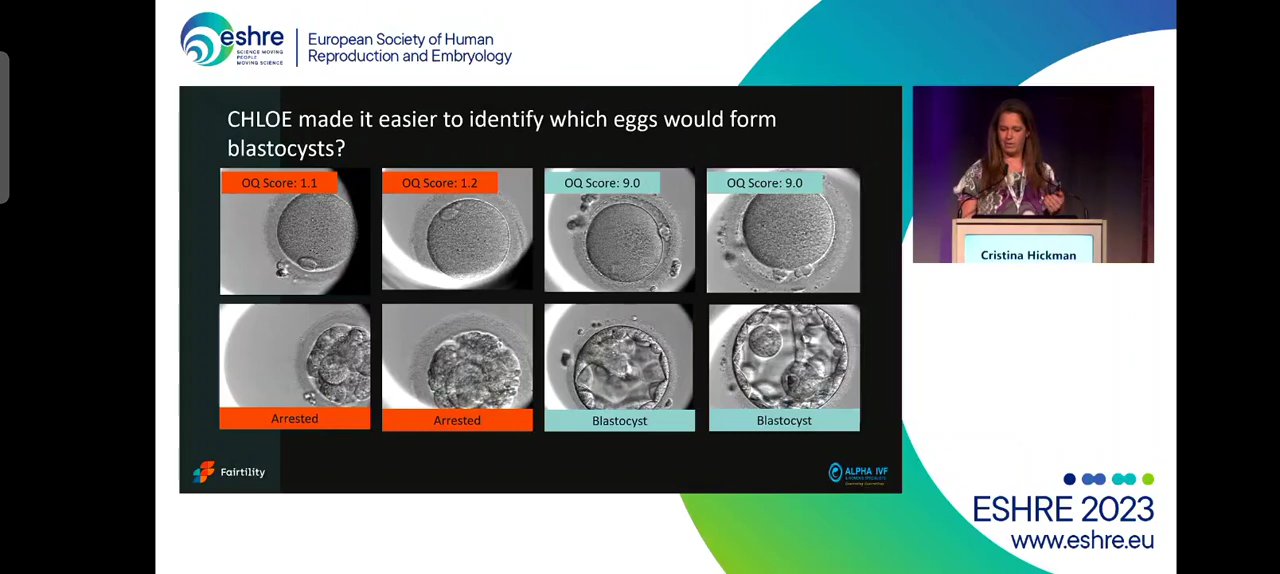 eshre
SCIENCE MOVING
PEOPLE
MOVING SCIENCE
European Society of Human
Reproduction and Embryology
CHLOE made it easier to identify which eggs would form
blastocysts?
OQ Score: 1.1
OQ Score: 1.2
OQ Score: 9.0
OQ Score: 9.0
Arrested
Arrested
Blastocyst
Blastocyst
Fairtility
ALPHA IVF
Cristina Hickman
ESHRE 2023
www.eshre.eu